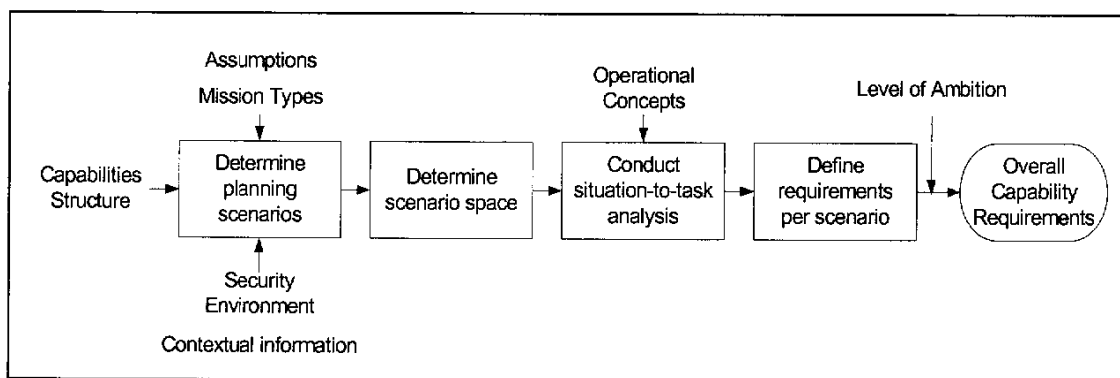 Assumptions
Mission Types
Operational
Concepts
Level of Ambition
Capabilities
Structure
Determine
planning
scenarios
Determine
scenario space
Conduct
situation-to-task
analysis
Define
requirements
per scenario
Overall
Capability
Requirements
Security
Environment
Contextual information